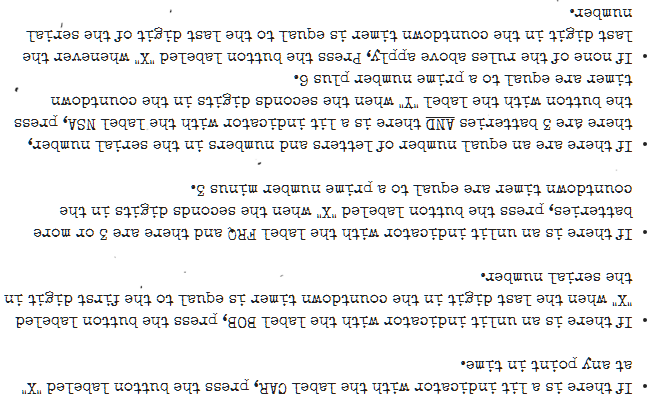 • If there is a lit indicator with the label CAR, press the button labeled "X"
at any point in time.
• If there is an unlit indicator with the label BOB, press the button labeled
"X" when the last digit in the countdown timer is equal to the first digit in
the serial number.
• If there is an unlit indicator with the label FRQ and there are 3 or more
batteries, press the button labeled "X" when the seconds digits in the
countdown timer are equal to a prime number minus 3.
• If there are an equal number of letters and numbers in the serial number,
there are 3 batteries AND there is a lit indicator with the label NSA, press
the button with the label "Y" when the seconds digits in the countdown
timer are equal to a prime number plus 6.
• If none of the rules above apply, Press the button labeled "X" whenever the
last digit in the countdown timer is equal to the last digit of the serial
number.